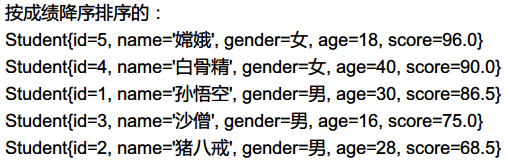 按成绩降序排序的：
Student{id=5, name='嫦娥', gender=女, age=18, score=96.0}
Student{id=4, name='白骨精', gender=女, age=40, score=90.0}
Student{id=1, name='孙悟空', gender=男, age=30, score=86.5}
Student{id=3, name='沙僧', gender=男, age=16, score=75.0}
Student{id=2, name='猪八戒', gender=男, age=28, score=68.5}